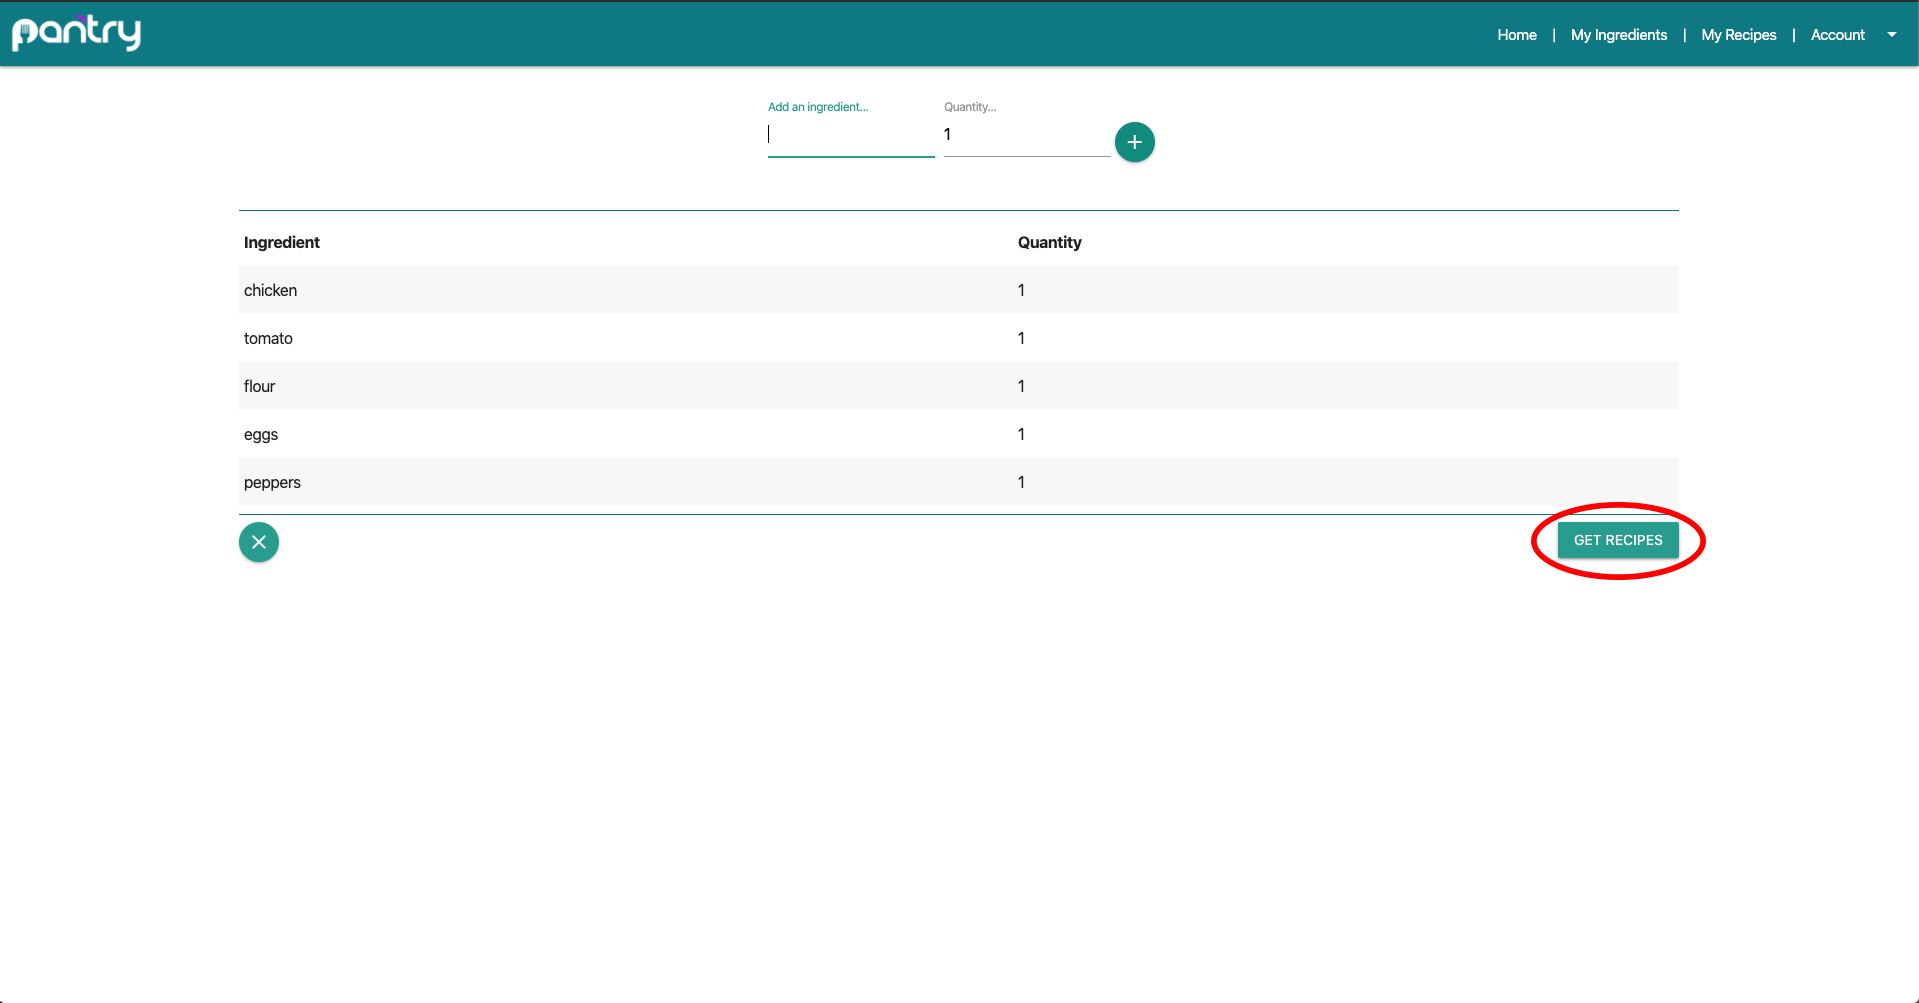 pantry
Home | My Ingredients | My Recipes | Account
Add an ingredient... Quantity...
1
Ingredient Quantity
chicken 1
tomato 1
flour 1
eggs 1
peppers 1
GET RECIPES